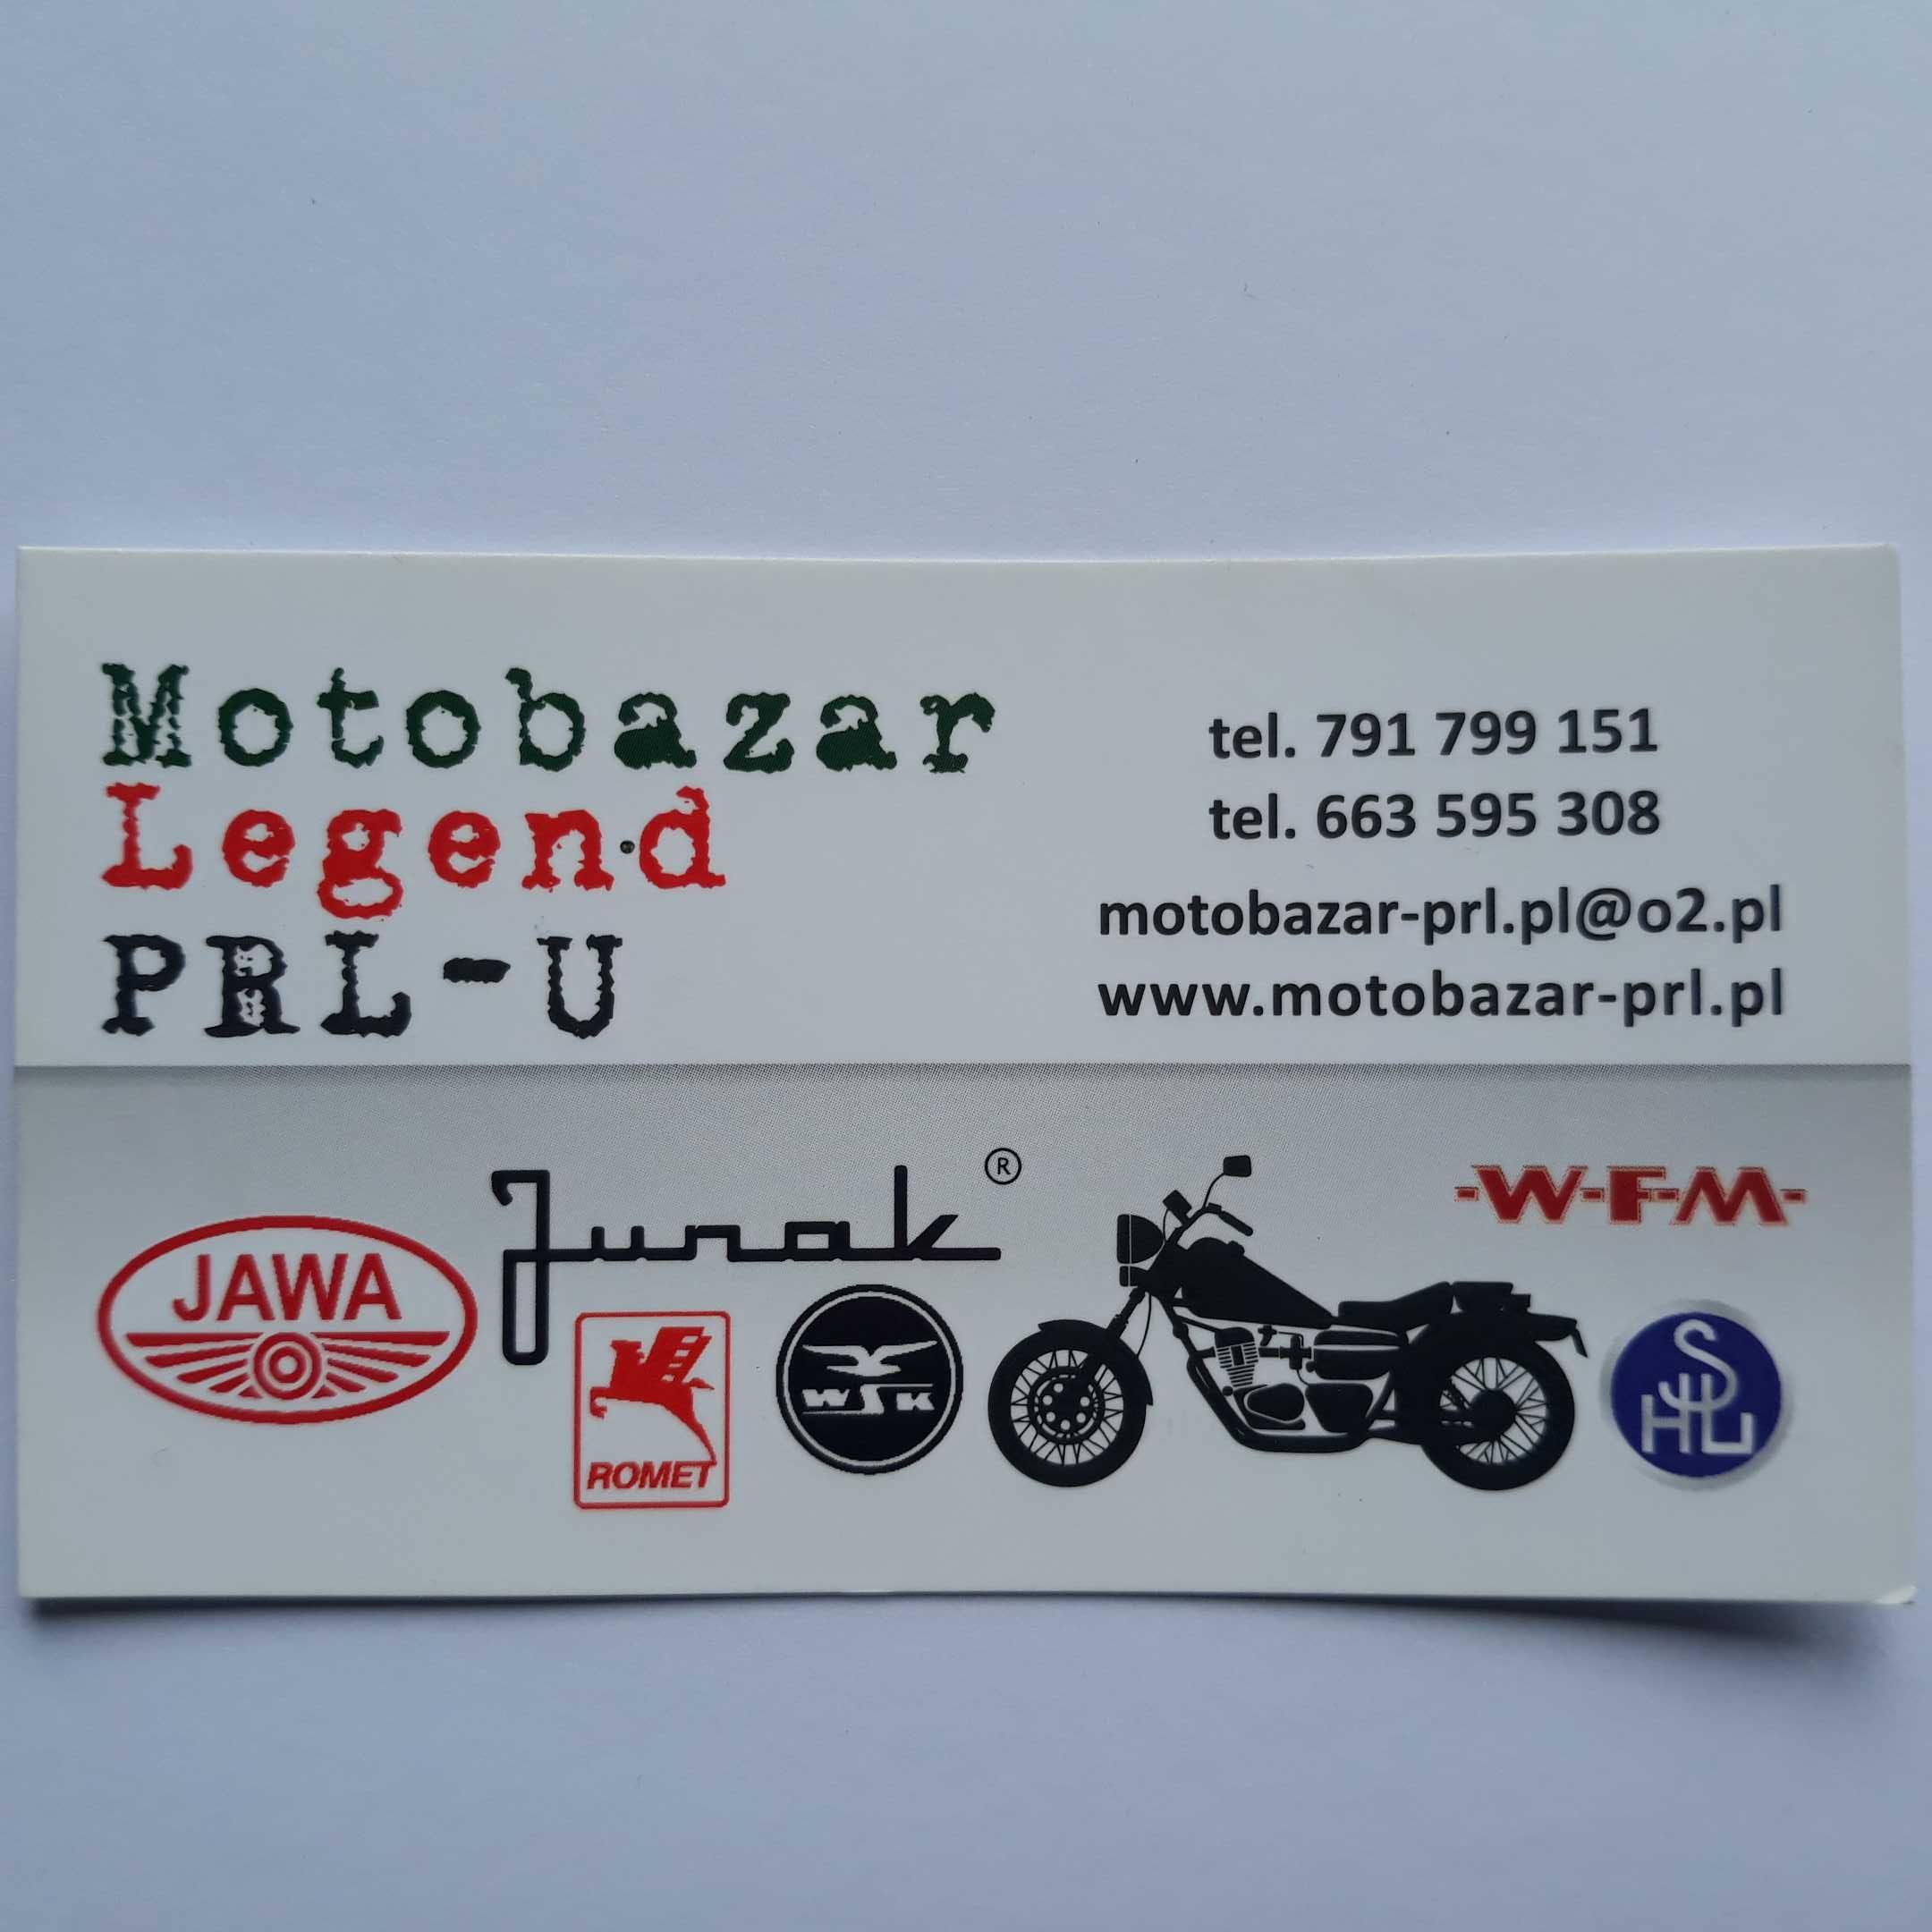 Motobazar
Legend
PRL-U
tel. 791 799 151
tel. 663 595 308
motobazar-prl.pl@o2.pl
www.motobazar-prl.pl
JAWA
Junak ®
ROMET
WSK
-W-F-M-
SHL